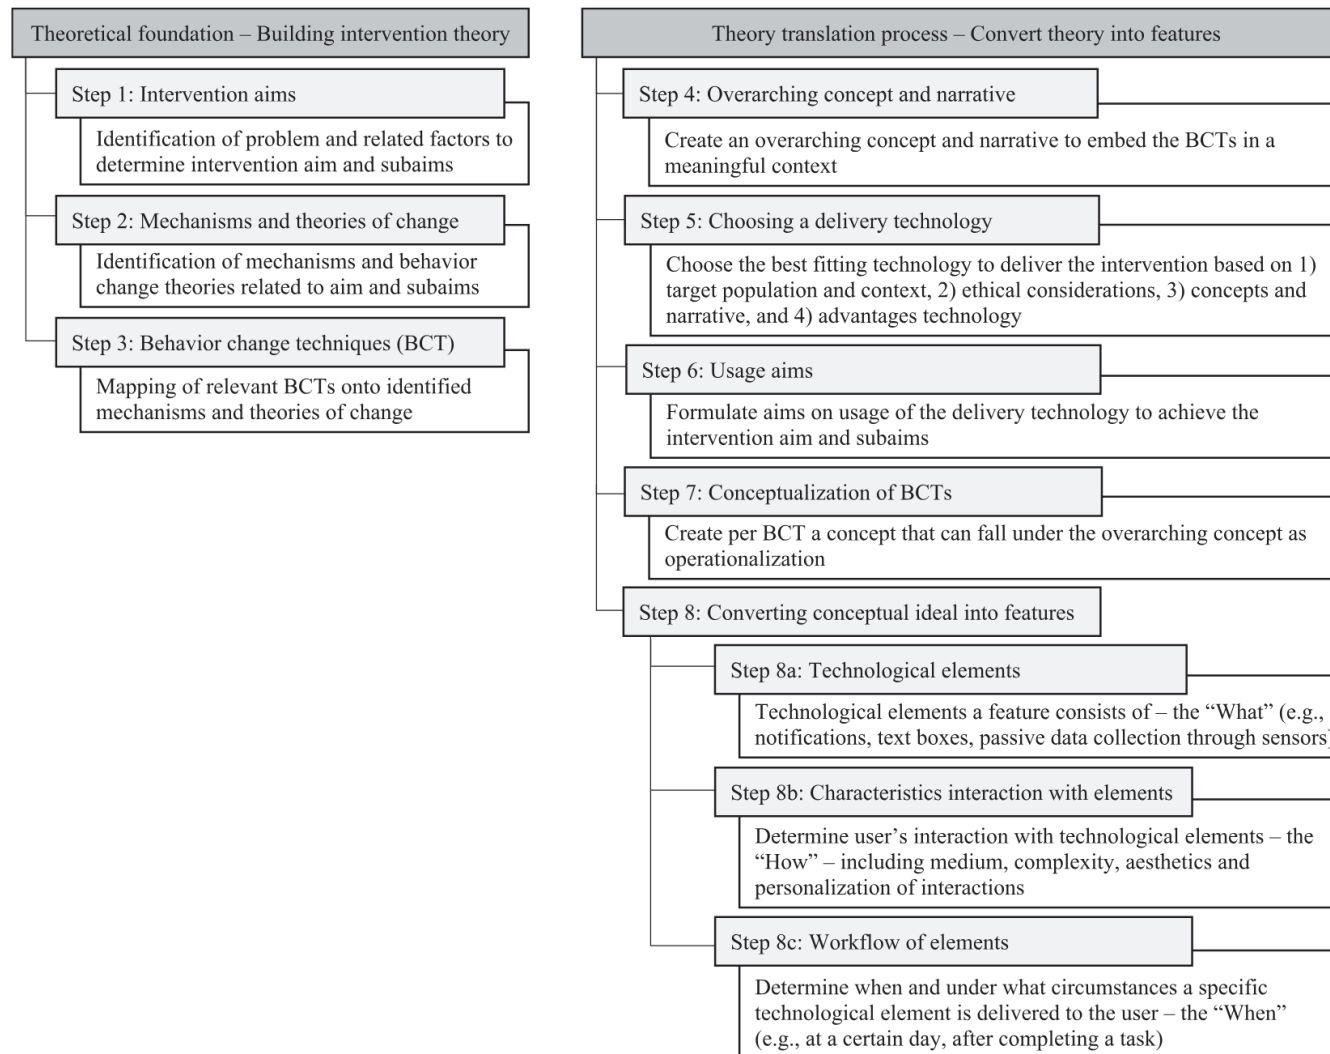 Theoretical foundation – Building intervention theory
Step 1: Intervention aims
Identification of problem and related factors to
determine intervention aim and subaims
Step 2: Mechanisms and theories of change
Identification of mechanisms and behavior
change theories related to aim and subaims
Step 3: Behavior change techniques (BCT)
Mapping of relevant BCTs onto identified
mechanisms and theories of change
Theory translation process – Convert theory into features
Step 4: Overarching concept and narrative
Create an overarching concept and narrative to embed the BCTs in a
meaningful context
Step 5: Choosing a delivery technology
Choose the best fitting technology to deliver the intervention based on 1)
target population and context, 2) ethical considerations, 3) concepts and
narrative, and 4) advantages technology
Step 6: Usage aims
Formulate aims on usage of the delivery technology to achieve the
intervention aim and subaims
Step 7: Conceptualization of BCTs
Create per BCT a concept that can fall under the overarching concept as
operationalization
Step 8: Converting conceptual ideal into features
Step 8a: Technological elements
Technological elements a feature consists of – the “What” (e.g.,
notifications, text boxes, passive data collection through sensors)
Step 8b: Characteristics interaction with elements
Determine user’s interaction with technological elements – the
“How” – including medium, complexity, aesthetics and
personalization of interactions
Step 8c: Workflow of elements
Determine when and under what circumstances a specific
technological element is delivered to the user – the “When”
(e.g., at a certain day, after completing a task)